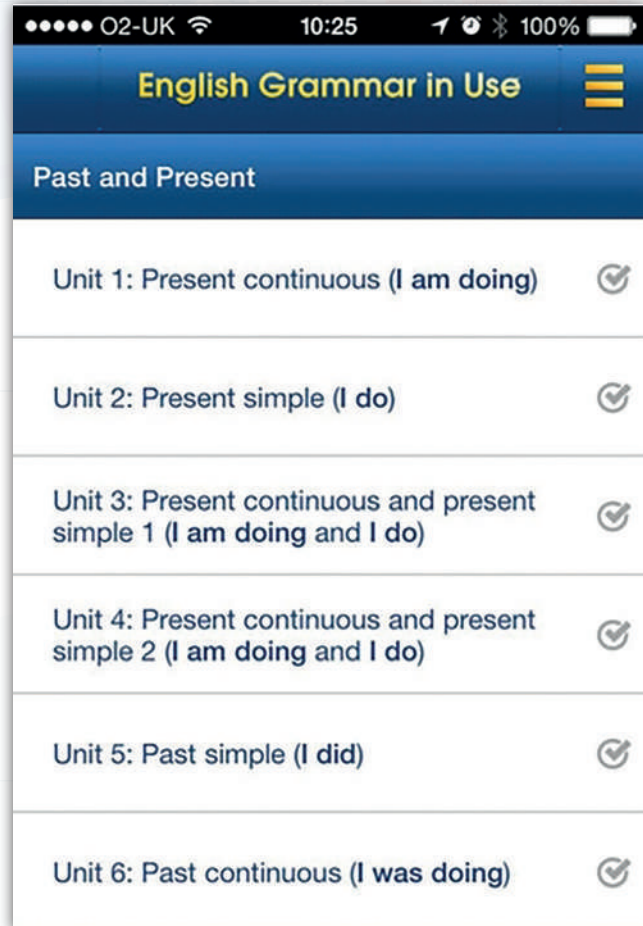 O2-UK 10:25 100%
English Grammar in Use
Past and Present
Unit 1: Present continuous (I am doing)
Unit 2: Present simple (I do)
Unit 3: Present continuous and present
simple 1 (I am doing and I do)
Unit 4: Present continuous and present
simple 2 (I am doing and I do)
Unit 5: Past simple (I did)
Unit 6: Past continuous (I was doing)